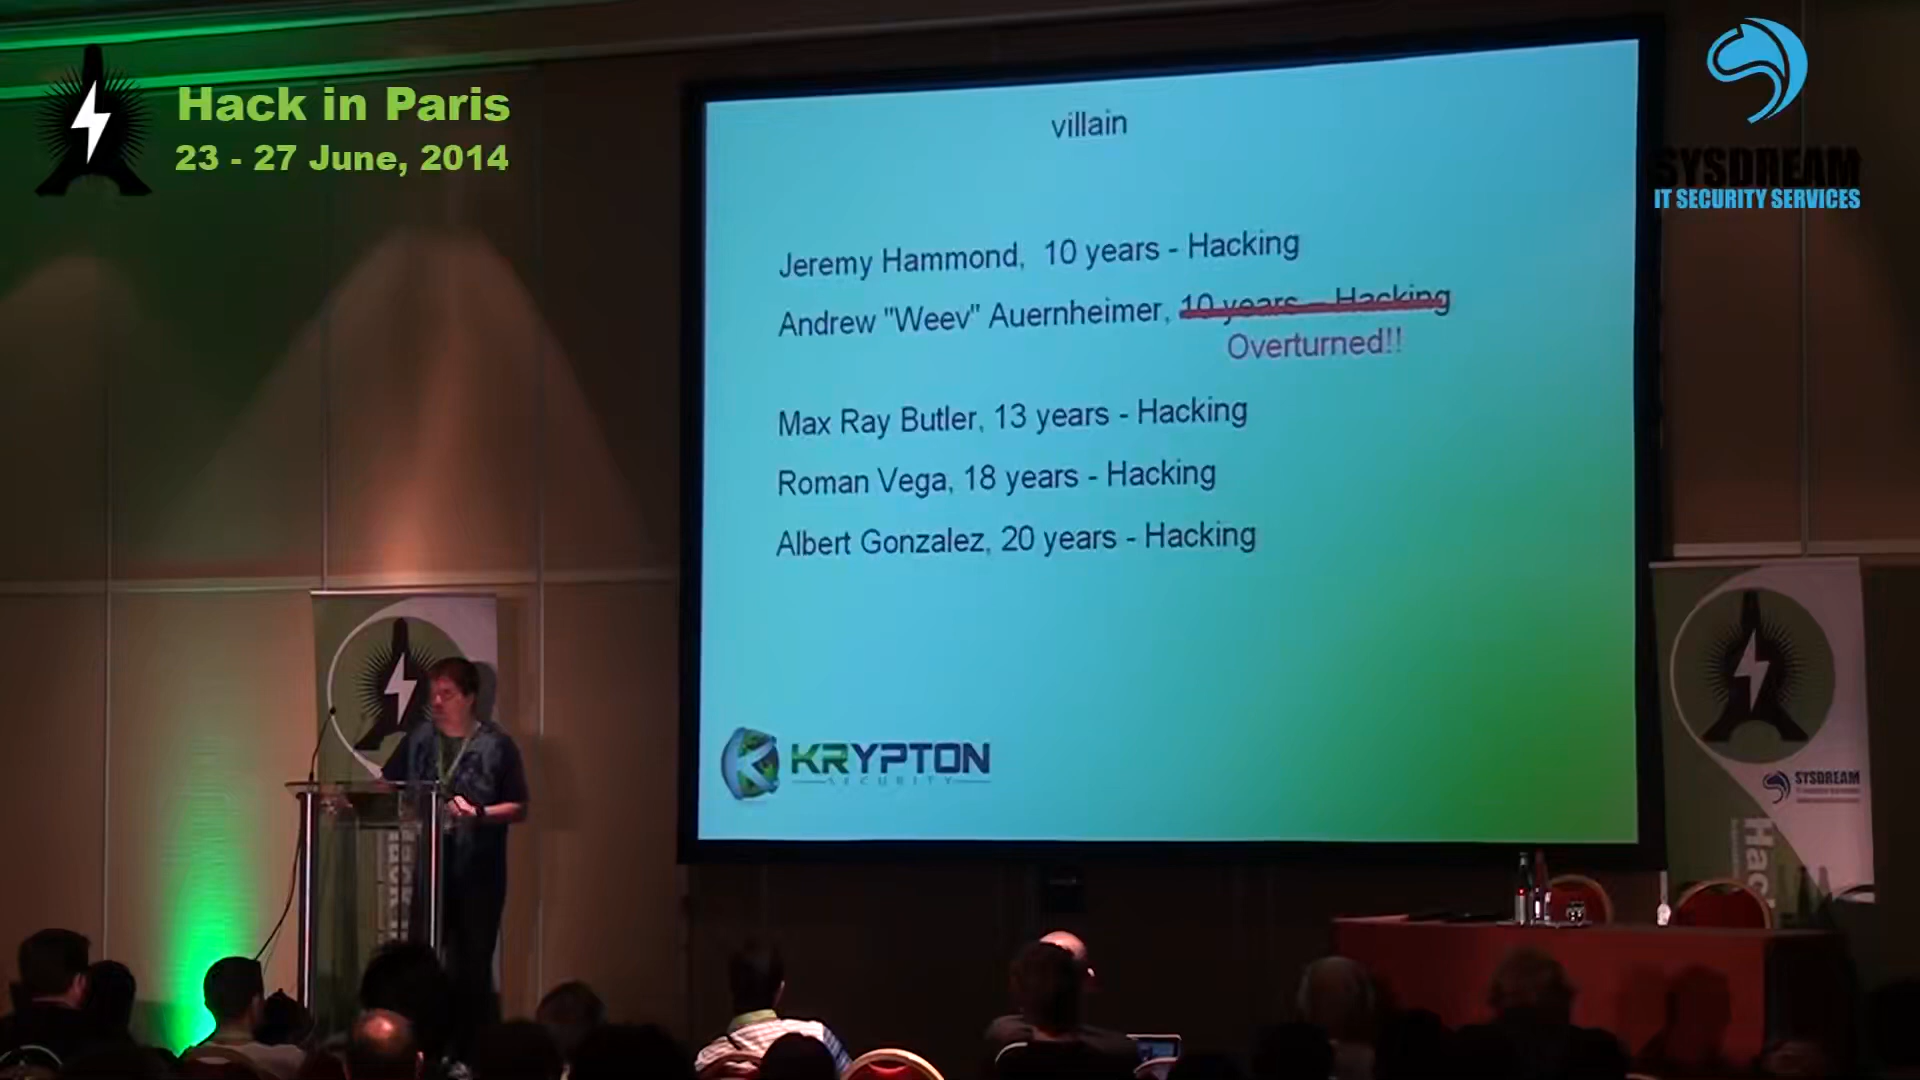 Hack in Paris
23 - 27 June, 2014
SYSDREAM
IT SECURITY SERVICES
villain
Jeremy Hammond, 10 years - Hacking
Andrew "Weev" Auernheimer, 10 years - Hacking
Overturned!!
Max Ray Butler, 13 years - Hacking
Roman Vega, 18 years - Hacking
Albert Gonzalez, 20 years - Hacking
KRYPTON
SECURITY
SYSDREAM
Hac